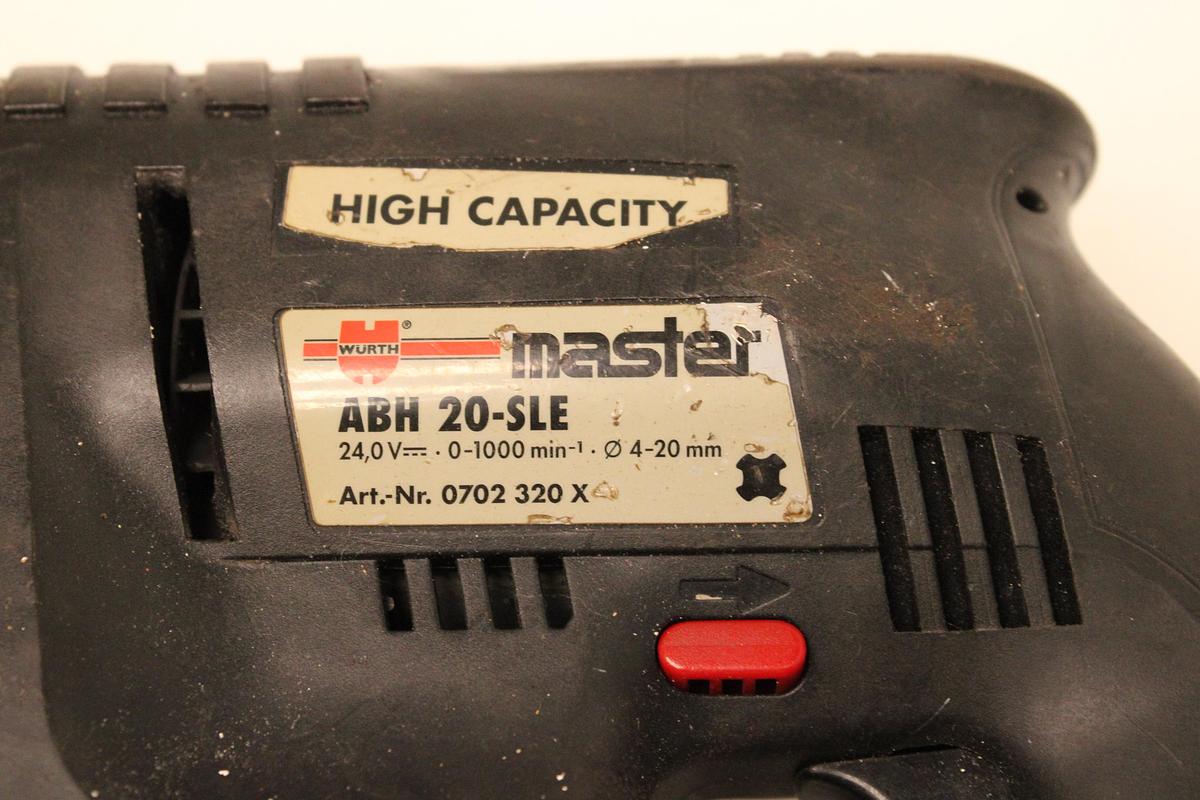 HIGH CAPACITY
WÜRTH® master
ABH 20-SLE
24,0 V⎓ · 0-1000 min⁻¹ · Ø 4-20 mm
Art.-Nr. 0702 320 X